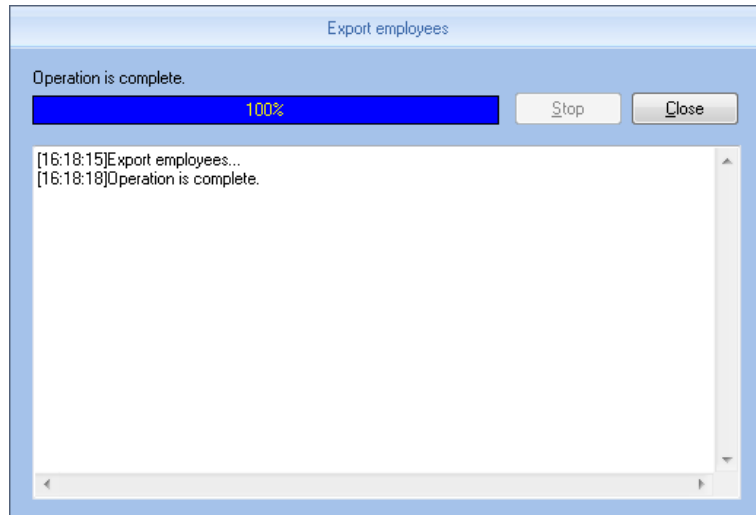 Export employees
Operation is complete.
100%
Stop
Close
[16:18:15]Export employees...
[16:18:18]Operation is complete.